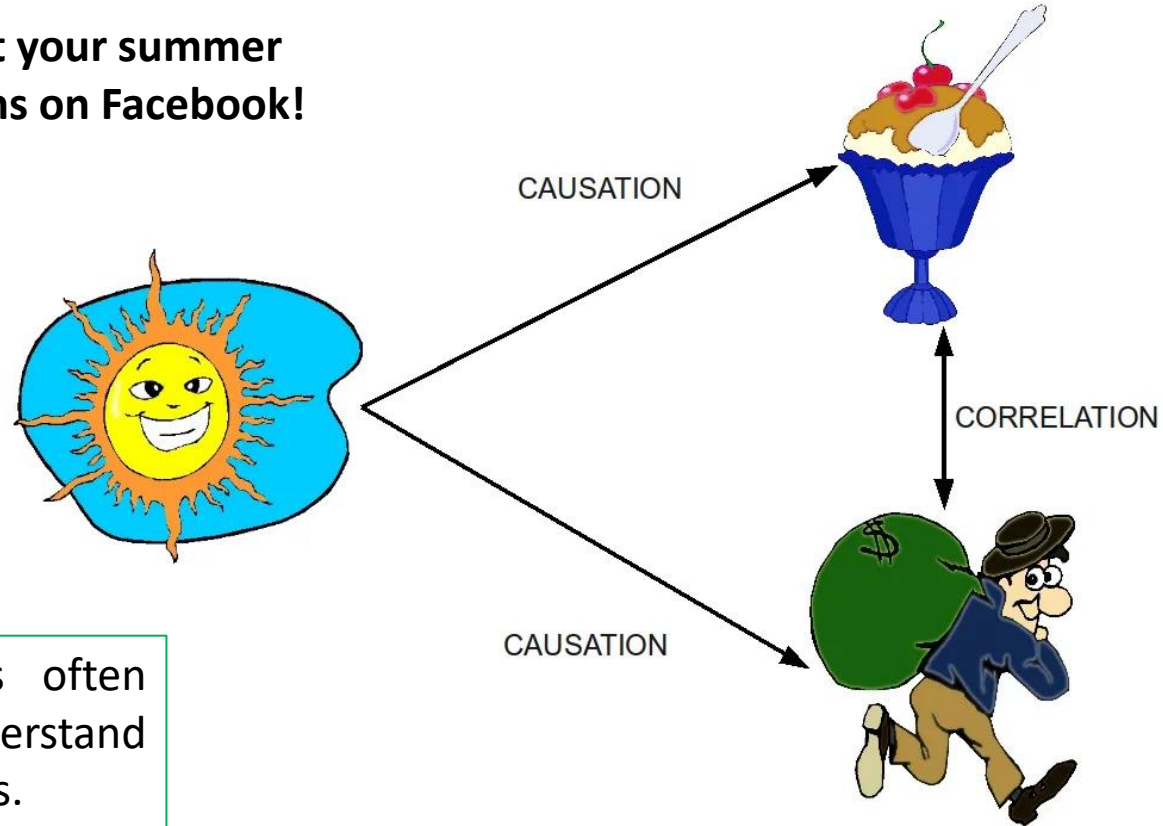 t your summer
ns on Facebook!
CAUSATION
CORRELATION
$
CAUSATION
s often
erstand
s.